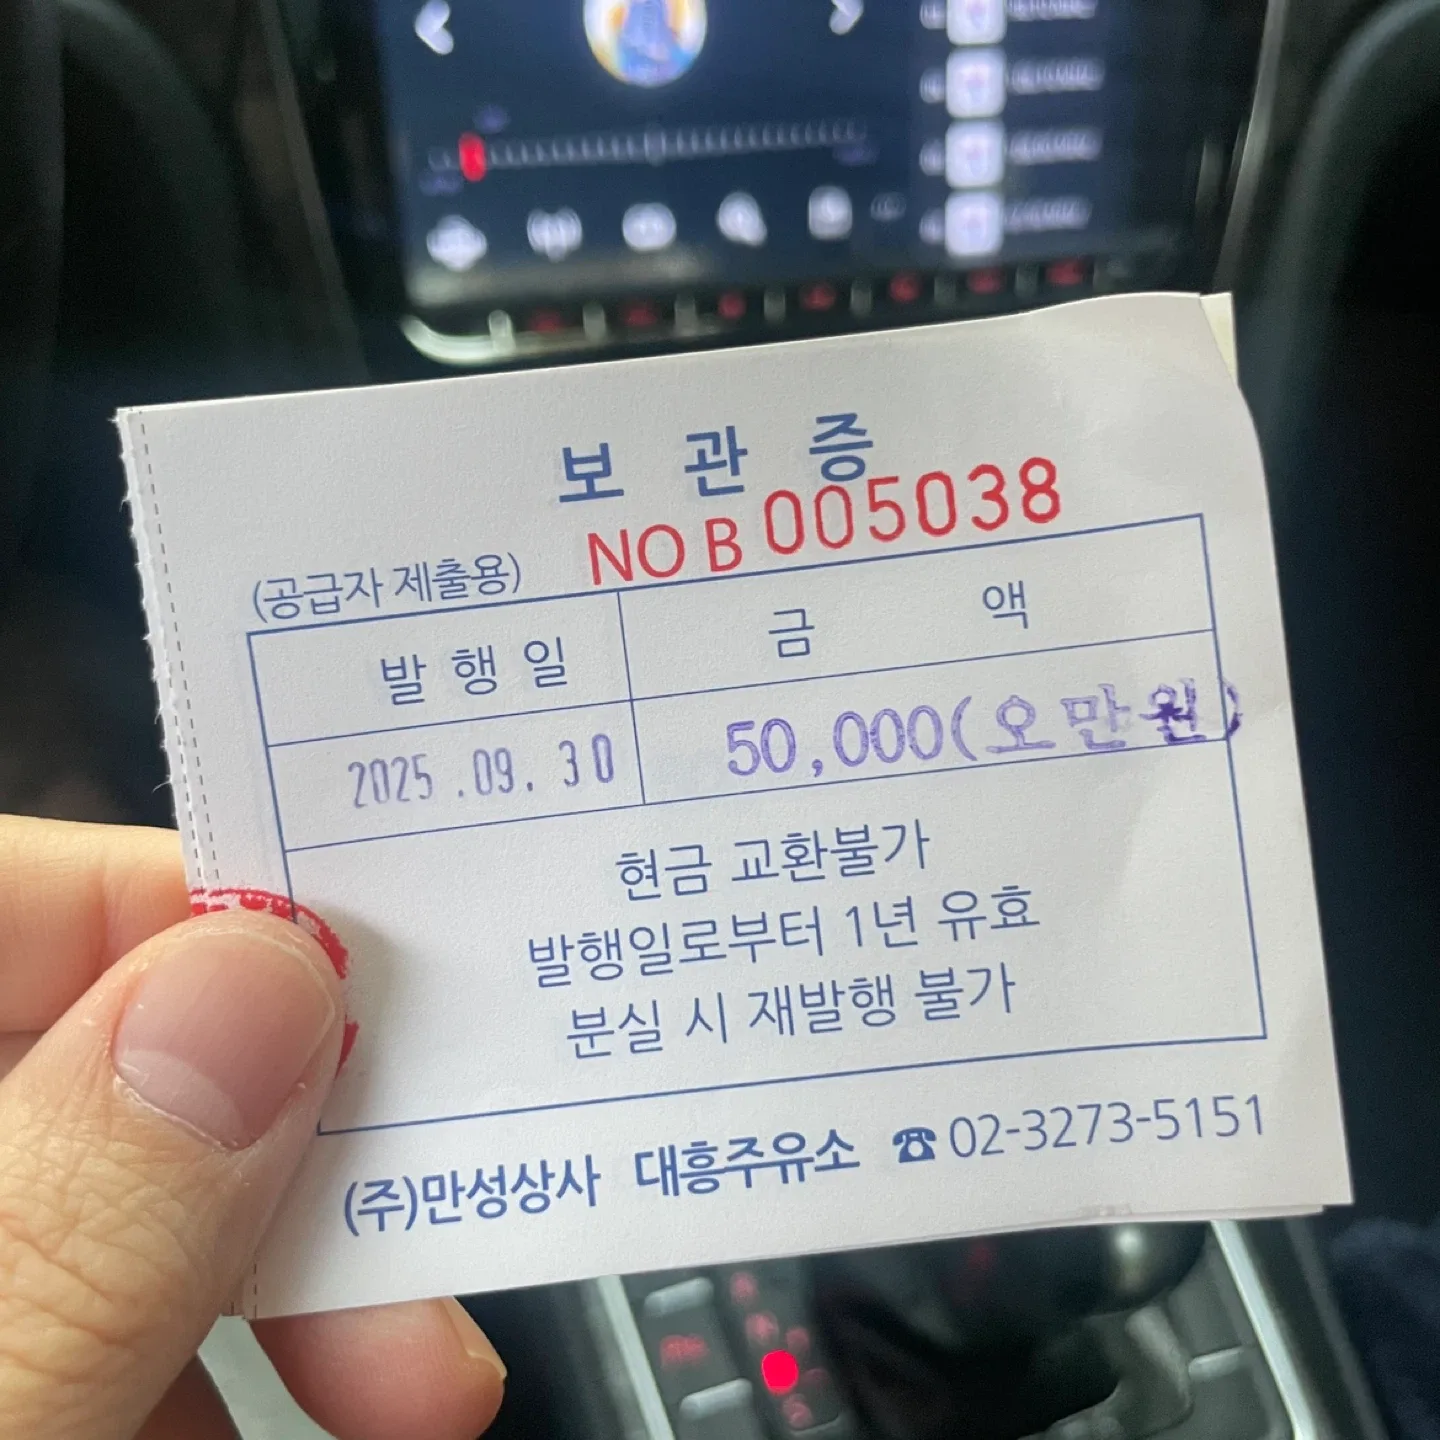 보 관 증
NO B 005038
(공급자 제출용)
발 행 일 금 액
2025.09.30 50,000(오만원)
현금 교환불가
발행일로부터 1년 유효
분실 시 재발행 불가
(주)만성상사 대흥주유소 ☎ 02-3273-5151